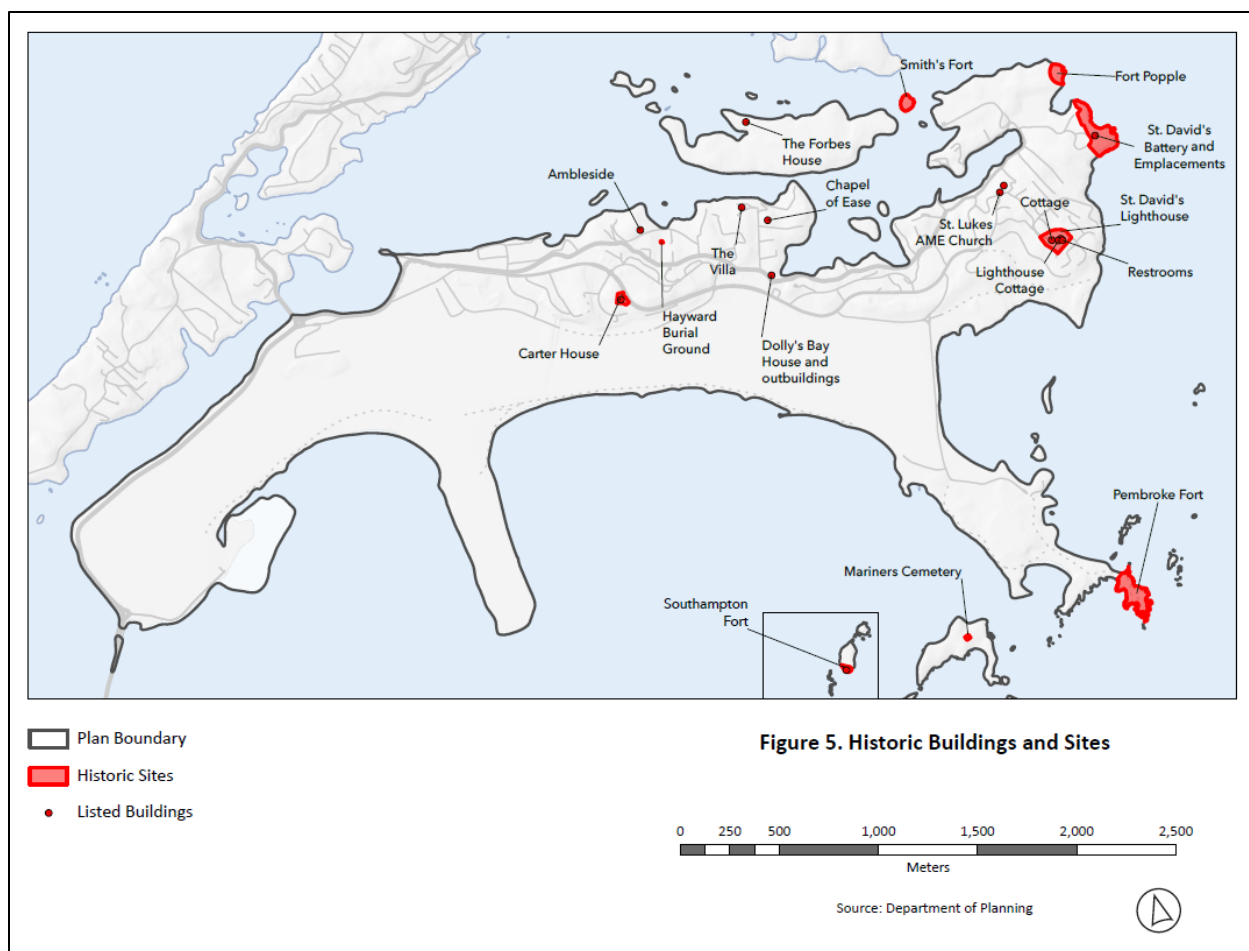 Smith's Fort
Fort Popple
The Forbes
House
St. David's
Battery and
Emplacements
Ambleside
Chapel
of Ease
Cottage
St. David's
Lighthouse
St. Lukes
AME Church
The
Villa
Lighthouse
Cottage
Restrooms
Carter House
Hayward
Burial
Ground
Dolly's Bay
House and
outbuildings
Pembroke Fort
Mariners Cemetery
Southampton
Fort
Plan Boundary
Historic Sites
Listed Buildings
Figure 5. Historic Buildings and Sites
0 250 500 1,000 1,500 2,000 2,500
Meters
Source: Department of Planning